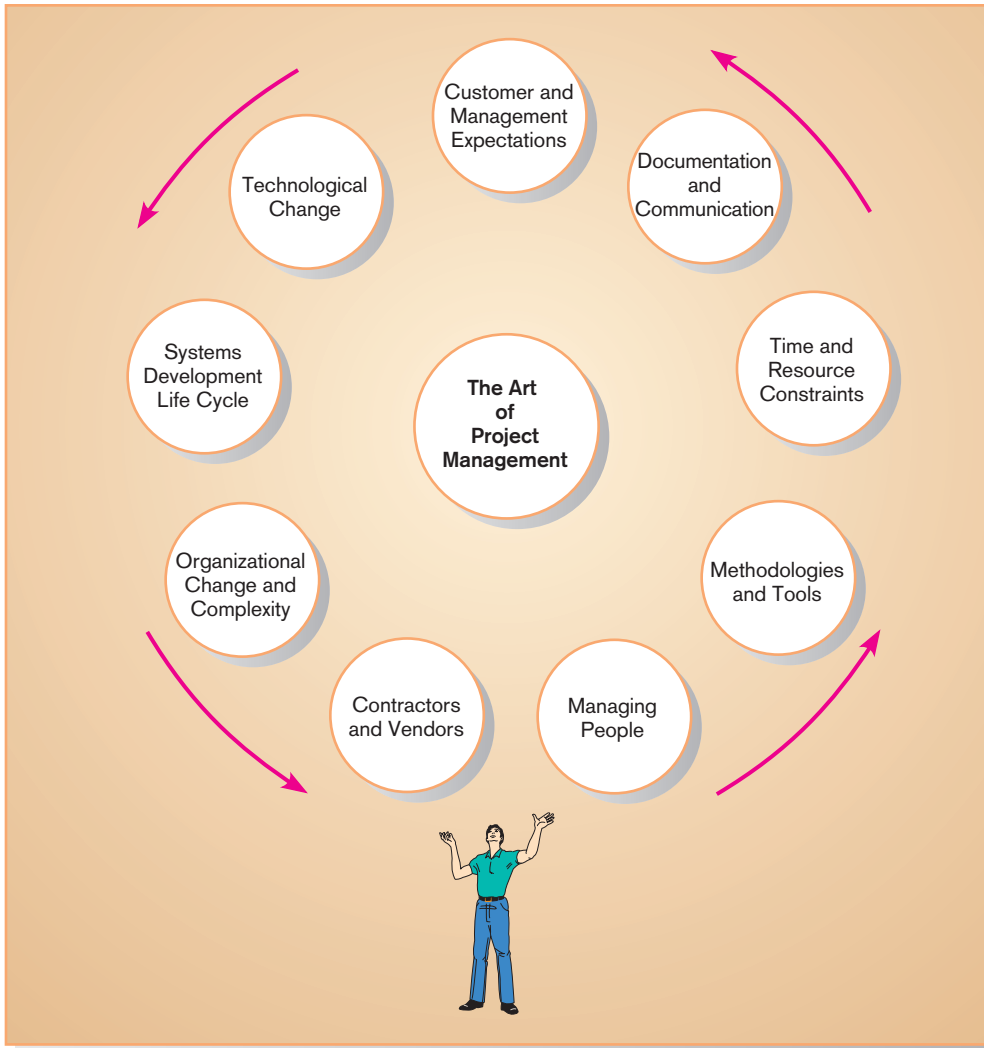 Customer and
Management
Expectations
Documentation
and
Communication
Technological
Change
Time and
Resource
Constraints
Systems
Development
Life Cycle
The Art
of
Project
Management
Methodologies
and Tools
Organizational
Change and
Complexity
Contractors
and Vendors
Managing
People